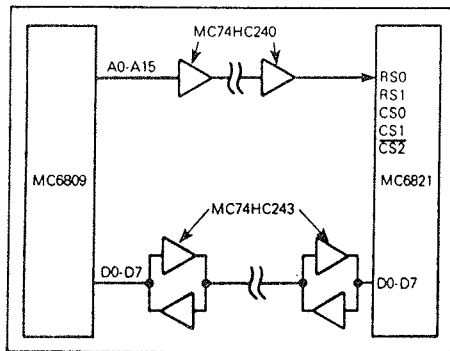 MC74HC240
A0-A15
RS0
RS1
CS0
CS1
CS2
MC6809
MC6821
MC74HC243
D0-D7
D0-D7